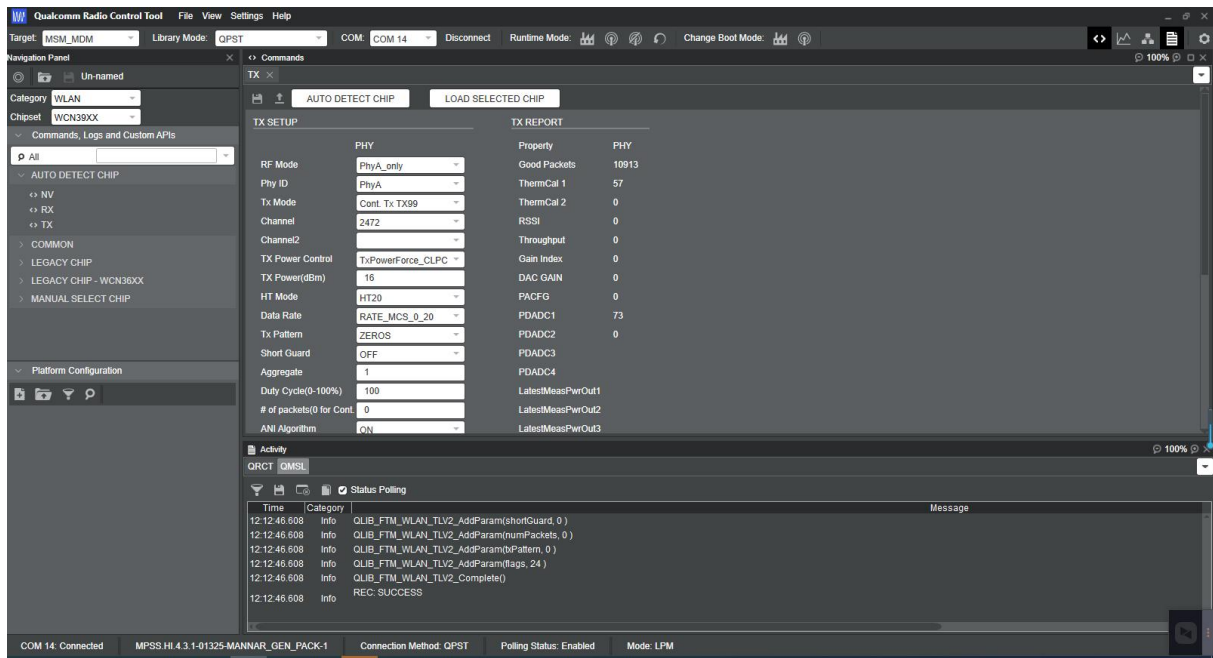 Qualcomm Radio Control Tool File View Settings Help
Target: MSM_MDM Library Mode: QPST COM: COM 14 Disconnect Runtime Mode: Change Boot Mode:
Navigation Panel
Un-named
Category WLAN
Chipset WCN39XX
Commands, Logs and Custom APIs
All
AUTO DETECT CHIP
<> NV
<> RX
<> TX
COMMON
LEGACY CHIP
LEGACY CHIP - WCN36XX
MANUAL SELECT CHIP
Platform Configuration
<> Commands 100%
TX
AUTO DETECT CHIP LOAD SELECTED CHIP
TX SETUP
PHY
RF Mode PhyA_only
Phy ID PhyA
Tx Mode Cont. Tx TX99
Channel 2472
Channel2
TX Power Control TxPowerForce_CLPC
TX Power(dBm) 16
HT Mode HT20
Data Rate RATE_MCS_0_20
Tx Pattern ZEROS
Short Guard OFF
Aggregate 1
Duty Cycle(0-100%) 100
# of packets(0 for Cont. 0
ANI Algorithm ON
TX REPORT
Property PHY
Good Packets 10913
ThermCal 1 57
ThermCal 2 0
RSSI 0
Throughput 0
Gain Index 0
DAC GAIN 0
PACFG 0
PDADC1 73
PDADC2 0
PDADC3
PDADC4
LatestMeasPwrOut1
LatestMeasPwrOut2
LatestMeasPwrOut3
Activity 100%
QRCT QMSL
Status Polling
Time Category Message
12:12:46.608 Info QLIB_FTM_WLAN_TLV2_AddParam(shortGuard, 0 )
12:12:46.608 Info QLIB_FTM_WLAN_TLV2_AddParam(numPackets, 0 )
12:12:46.608 Info QLIB_FTM_WLAN_TLV2_AddParam(txPattern, 0 )
12:12:46.608 Info QLIB_FTM_WLAN_TLV2_AddParam(flags, 24 )
12:12:46.608 Info QLIB_FTM_WLAN_TLV2_Complete()
12:12:46.608 Info REC: SUCCESS
COM 14: Connected MPSS.HI.4.3.1-01325-MANNAR_GEN_PACK-1 Connection Method: QPST Polling Status: Enabled Mode: LPM